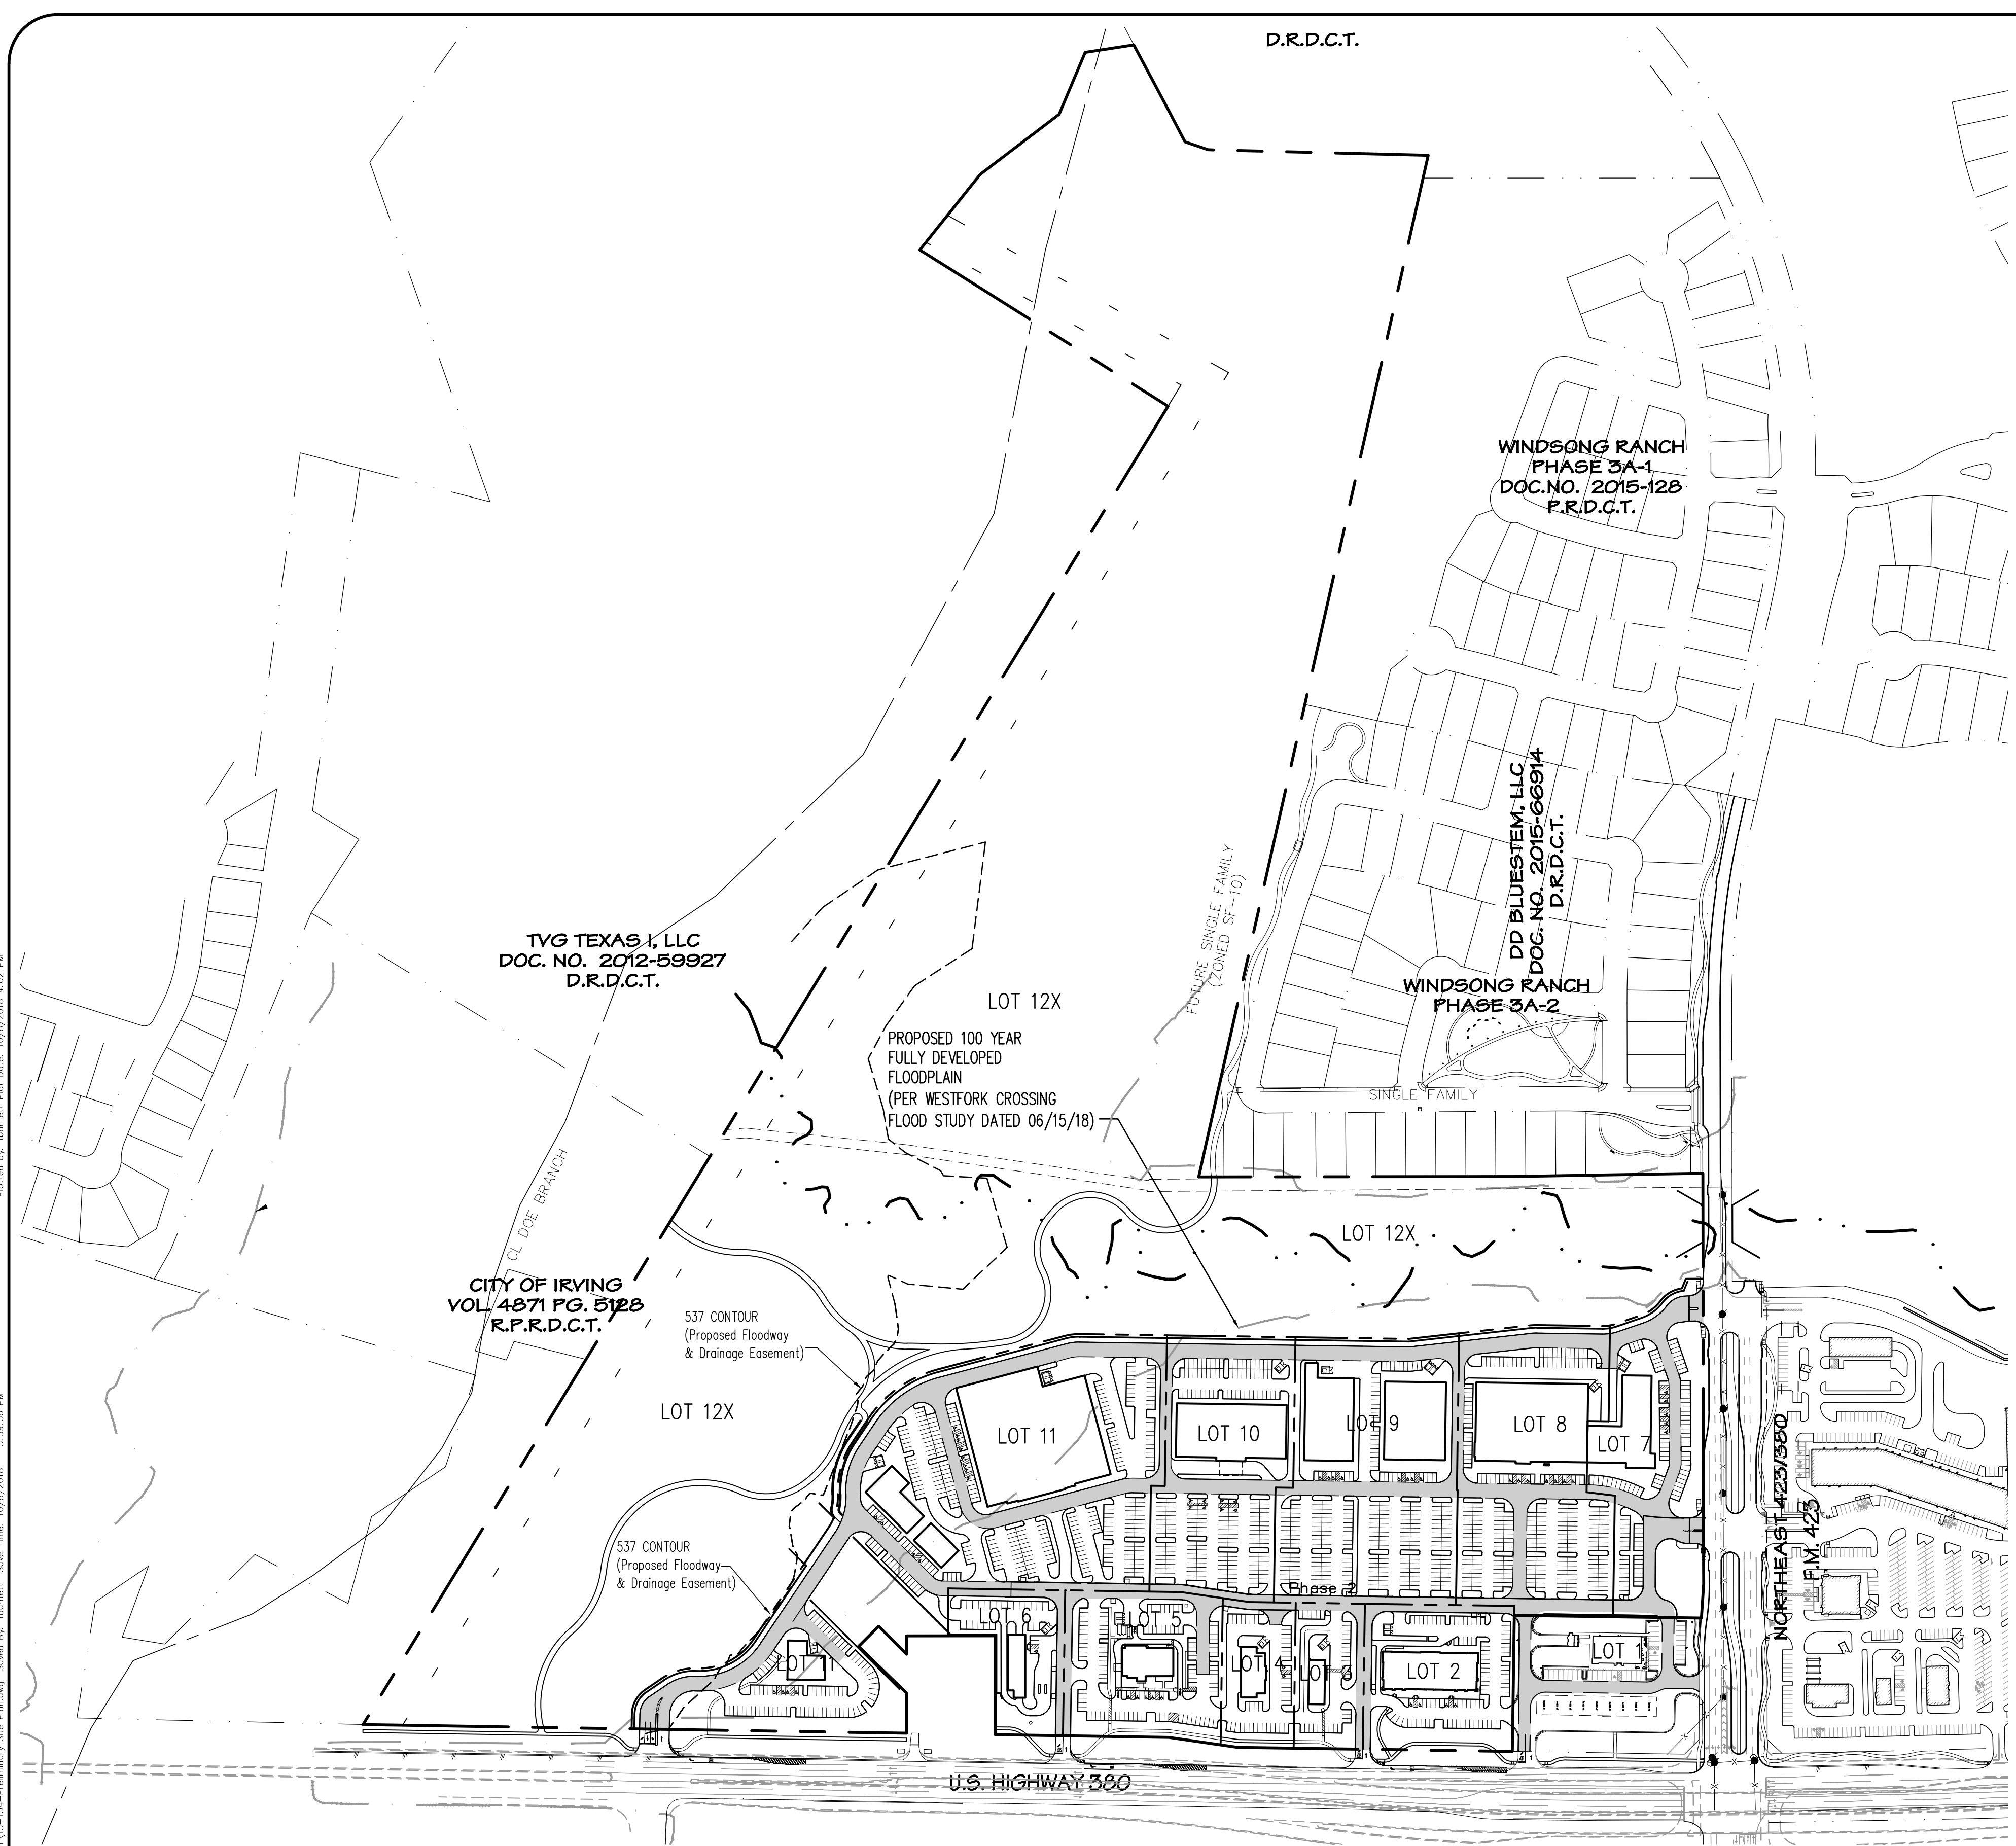 D.R.D.C.T.
WINDSONG RANCH
PHASE 3A-1
DOC.NO. 2015-128
P.R.D.C.T.
DD BLUESTEM, LLC
DOC. NO. 2015-66914
D.R.D.C.T.
TVG TEXAS I, LLC
DOC. NO. 2012-59927
D.R.D.C.T.
FUTURE SINGLE FAMILY
(ZONED SF-10)
WINDSONG RANCH
PHASE 3A-2
LOT 12X
PROPOSED 100 YEAR
FULLY DEVELOPED
FLOODPLAIN
(PER WESTFORK CROSSING
FLOOD STUDY DATED 06/15/18)
SINGLE FAMILY
CL DOE BRANCH
LOT 12X
CITY OF IRVING
VOL. 4871 PG. 5128
R.P.R.D.C.T.
537 CONTOUR
(Proposed Floodway
& Drainage Easement)
LOT 12X
LOT 11
LOT 10
LOT 9
LOT 8
LOT 7
NORTHEAST 423/380
F.M. 423
537 CONTOUR
(Proposed Floodway
& Drainage Easement)
Phase 2
LOT 6
LOT 5
LOT 4
LOT 2
LOT 1
U.S. HIGHWAY 380